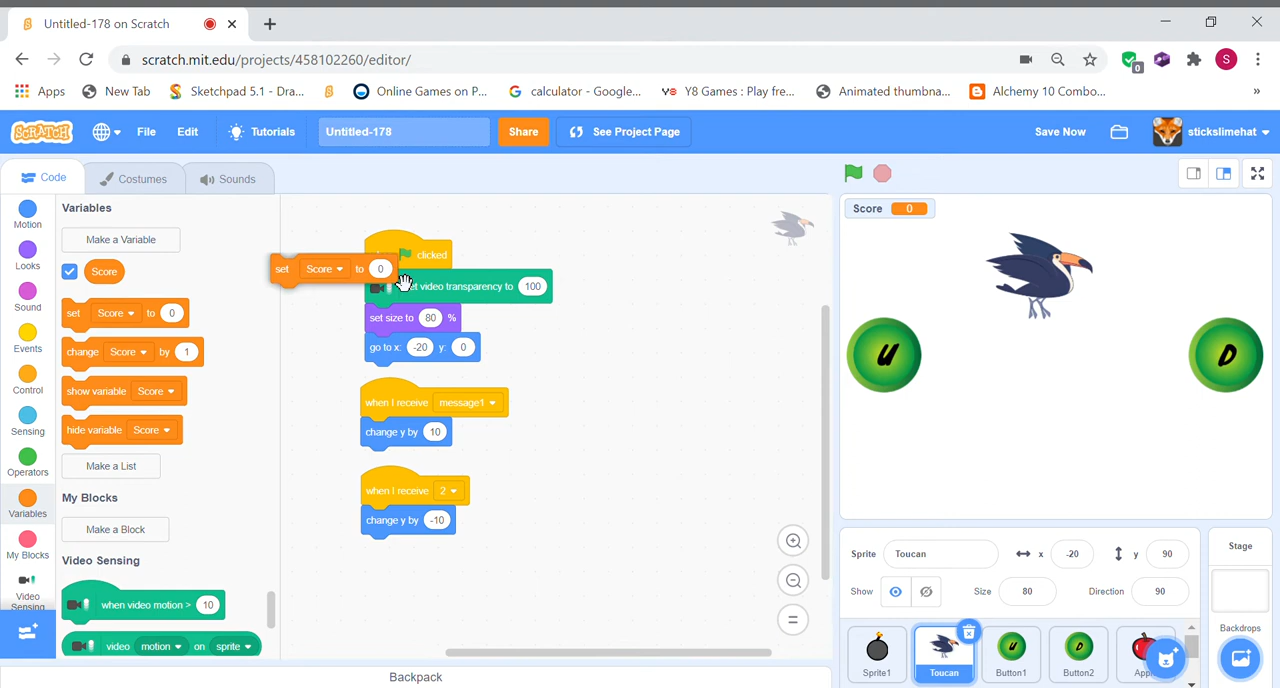 Untitled-178 on Scratch
scratch.mit.edu/projects/458102260/editor/
0
S
Apps
New Tab
Sketchpad 5.1 - Dra...
Online Games on P...
calculator - Google...
Y8 Games : Play fre...
Animated thumbna...
Alchemy 10 Combo...
»
SCRATCH
File
Edit
Tutorials
Untitled-178
Share
See Project Page
Save Now
stickslimehat
Code
Costumes
Sounds
Motion
Looks
Sound
Events
Control
Sensing
Operators
Variables
My Blocks
Video
Sensing
Variables
Make a Variable
Score
set Score to 0
change Score by 1
show variable Score
hide variable Score
Make a List
My Blocks
Make a Block
Video Sensing
when video motion > 10
video motion on sprite
clicked
set Score to 0
set video transparency to 100
set size to 80 %
go to x: -20 y: 0
when I receive message1
change y by 10
when I receive 2
change y by -10
Score 0
U
D
Sprite Toucan x -20 y 90
Show Size 80 Direction 90
Stage
Backdrops
U
D
Sprite1
Toucan
Button1
Button2
Backpack